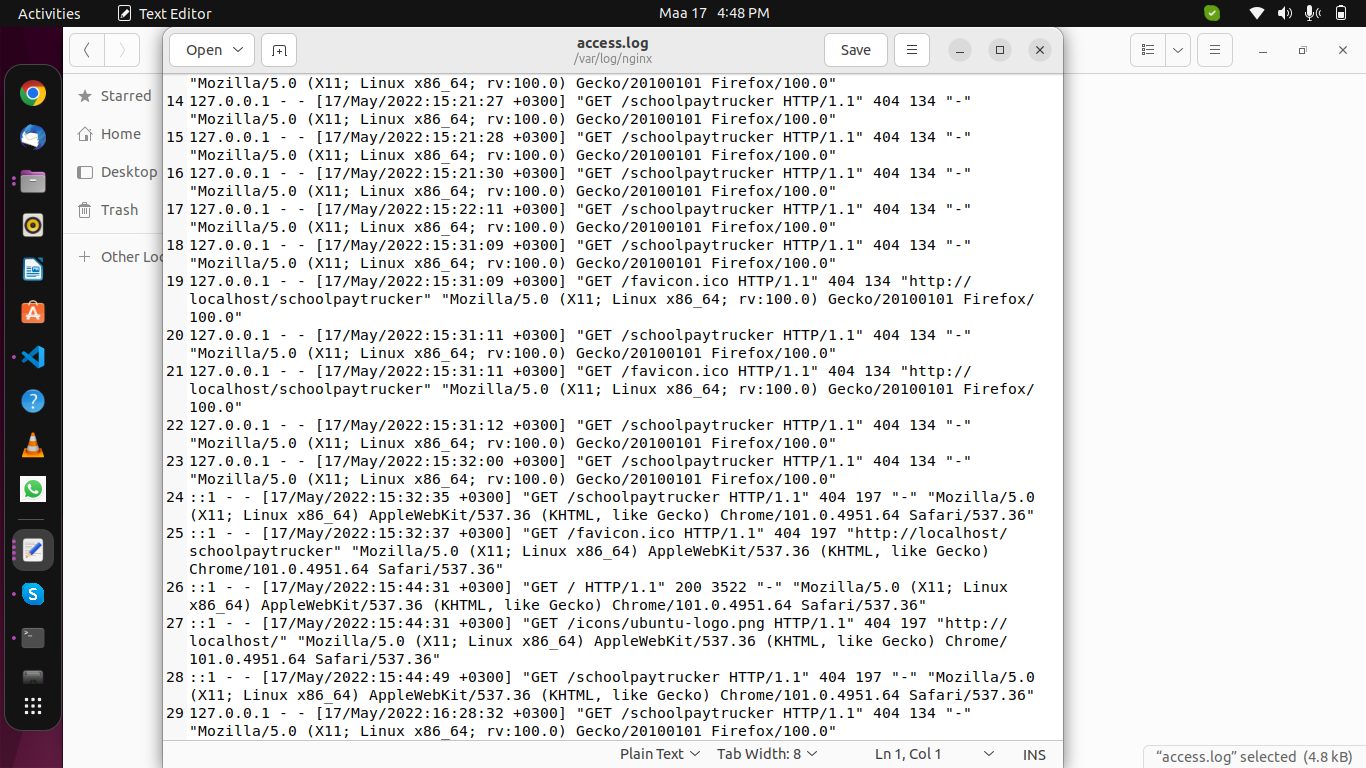 Activities
Text Editor
Maa 17 4:48 PM
Open
access.log
/var/log/nginx
Save
Starred
Home
Desktop
Trash
Other Loc
"Mozilla/5.0 (X11; Linux x86_64; rv:100.0) Gecko/20100101 Firefox/100.0"
14 127.0.0.1 - - [17/May/2022:15:21:27 +0300] "GET /schoolpaytrucker HTTP/1.1" 404 134 "-"
"Mozilla/5.0 (X11; Linux x86_64; rv:100.0) Gecko/20100101 Firefox/100.0"
15 127.0.0.1 - - [17/May/2022:15:21:28 +0300] "GET /schoolpaytrucker HTTP/1.1" 404 134 "-"
"Mozilla/5.0 (X11; Linux x86_64; rv:100.0) Gecko/20100101 Firefox/100.0"
16 127.0.0.1 - - [17/May/2022:15:21:30 +0300] "GET /schoolpaytrucker HTTP/1.1" 404 134 "-"
"Mozilla/5.0 (X11; Linux x86_64; rv:100.0) Gecko/20100101 Firefox/100.0"
17 127.0.0.1 - - [17/May/2022:15:22:11 +0300] "GET /schoolpaytrucker HTTP/1.1" 404 134 "-"
"Mozilla/5.0 (X11; Linux x86_64; rv:100.0) Gecko/20100101 Firefox/100.0"
18 127.0.0.1 - - [17/May/2022:15:31:09 +0300] "GET /schoolpaytrucker HTTP/1.1" 404 134 "-"
"Mozilla/5.0 (X11; Linux x86_64; rv:100.0) Gecko/20100101 Firefox/100.0"
19 127.0.0.1 - - [17/May/2022:15:31:09 +0300] "GET /favicon.ico HTTP/1.1" 404 134 "http://
localhost/schoolpaytrucker" "Mozilla/5.0 (X11; Linux x86_64; rv:100.0) Gecko/20100101 Firefox/
100.0"
20 127.0.0.1 - - [17/May/2022:15:31:11 +0300] "GET /schoolpaytrucker HTTP/1.1" 404 134 "-"
"Mozilla/5.0 (X11; Linux x86_64; rv:100.0) Gecko/20100101 Firefox/100.0"
21 127.0.0.1 - - [17/May/2022:15:31:11 +0300] "GET /favicon.ico HTTP/1.1" 404 134 "http://
localhost/schoolpaytrucker" "Mozilla/5.0 (X11; Linux x86_64; rv:100.0) Gecko/20100101 Firefox/
100.0"
22 127.0.0.1 - - [17/May/2022:15:31:12 +0300] "GET /schoolpaytrucker HTTP/1.1" 404 134 "-"
"Mozilla/5.0 (X11; Linux x86_64; rv:100.0) Gecko/20100101 Firefox/100.0"
23 127.0.0.1 - - [17/May/2022:15:32:00 +0300] "GET /schoolpaytrucker HTTP/1.1" 404 134 "-"
"Mozilla/5.0 (X11; Linux x86_64; rv:100.0) Gecko/20100101 Firefox/100.0"
24 ::1 - - [17/May/2022:15:32:35 +0300] "GET /schoolpaytrucker HTTP/1.1" 404 197 "-" "Mozilla/5.0
(X11; Linux x86_64) AppleWebKit/537.36 (KHTML, like Gecko) Chrome/101.0.4951.64 Safari/537.36"
25 ::1 - - [17/May/2022:15:32:37 +0300] "GET /favicon.ico HTTP/1.1" 404 197 "http://localhost/
schoolpaytrucker" "Mozilla/5.0 (X11; Linux x86_64) AppleWebKit/537.36 (KHTML, like Gecko)
Chrome/101.0.4951.64 Safari/537.36"
26 ::1 - - [17/May/2022:15:44:31 +0300] "GET / HTTP/1.1" 200 3522 "-" "Mozilla/5.0 (X11; Linux
x86_64) AppleWebKit/537.36 (KHTML, like Gecko) Chrome/101.0.4951.64 Safari/537.36"
27 ::1 - - [17/May/2022:15:44:31 +0300] "GET /icons/ubuntu-logo.png HTTP/1.1" 404 197 "http://
localhost/" "Mozilla/5.0 (X11; Linux x86_64) AppleWebKit/537.36 (KHTML, like Gecko) Chrome/
101.0.4951.64 Safari/537.36"
28 ::1 - - [17/May/2022:15:44:49 +0300] "GET /schoolpaytrucker HTTP/1.1" 404 197 "-" "Mozilla/5.0
(X11; Linux x86_64) AppleWebKit/537.36 (KHTML, like Gecko) Chrome/101.0.4951.64 Safari/537.36"
29 127.0.0.1 - - [17/May/2022:16:28:32 +0300] "GET /schoolpaytrucker HTTP/1.1" 404 134 "-"
"Mozilla/5.0 (X11; Linux x86_64; rv:100.0) Gecko/20100101 Firefox/100.0"
Plain Text
Tab Width: 8
Ln 1, Col 1
INS
“access.log” selected (4.8 kB)